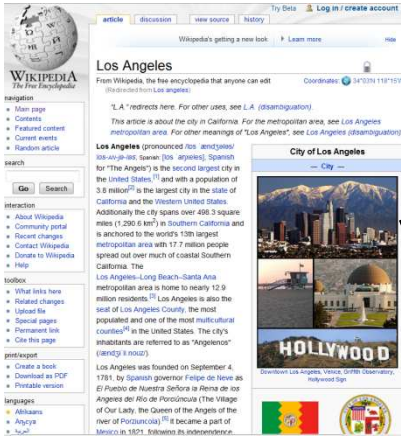 Try Beta Log in / create account
article discussion view source history
Wikipedia's getting a new look Learn more Hide
WIKIPEDIA
The Free Encyclopedia
navigation
Main page
Contents
Featured content
Current events
Random article
search
Go Search
interaction
About Wikipedia
Community portal
Recent changes
Contact Wikipedia
Donate to Wikipedia
Help
toolbox
What links here
Related changes
Upload file
Special pages
Permanent link
Cite this page
print/export
Create a book
Download as PDF
Printable version
languages
Afrikaans
Аҧсуа
العربية
Los Angeles
From Wikipedia, the free encyclopedia that anyone can edit
Coordinates:
(Redirected from Los angeles)
"L.A." redirects here. For other uses, see L.A. (disambiguation).
This article is about the city in California. For the metropolitan area, see Los Angeles
metropolitan area. For other meanings of "Los Angeles", see Los Angeles (disambiguation)
Los Angeles (pronounced
Spanish: Spanish
for "The Angels") is the second largest city in
the United States,[1] and with a population of
3.8 million[2] is the largest city in the state of
California and the Western United States.
Additionally the city spans over 498.3 square
miles (1,290.6 km2) in Southern California and
is anchored to the world's 13th largest
metropolitan area with 17.7 million people
spread out over much of coastal Southern
California. The
Los Angeles–Long Beach–Santa Ana
metropolitan area is home to nearly 12.9
million residents.[3] Los Angeles is also the
seat of Los Angeles County, the most
populated and one of the most multicultural
counties[4] in the United States. The city's
inhabitants are referred to as "Angelenos"
Los Angeles was founded on September 4,
1781, by Spanish governor Felipe de Neve as
El Pueblo de Nuestra Señora la Reina de los
Angeles del Río de Porciúncula (The Village
of Our Lady, the Queen of the Angels of the
river of Porziuncola).[5] It became a part of
Mexico in 1821, following its independence
City of Los Angeles
— City —
HOLLYWOOD
Downtown Los Angeles, Venice, Griffith Observatory,
Hollywood Sign